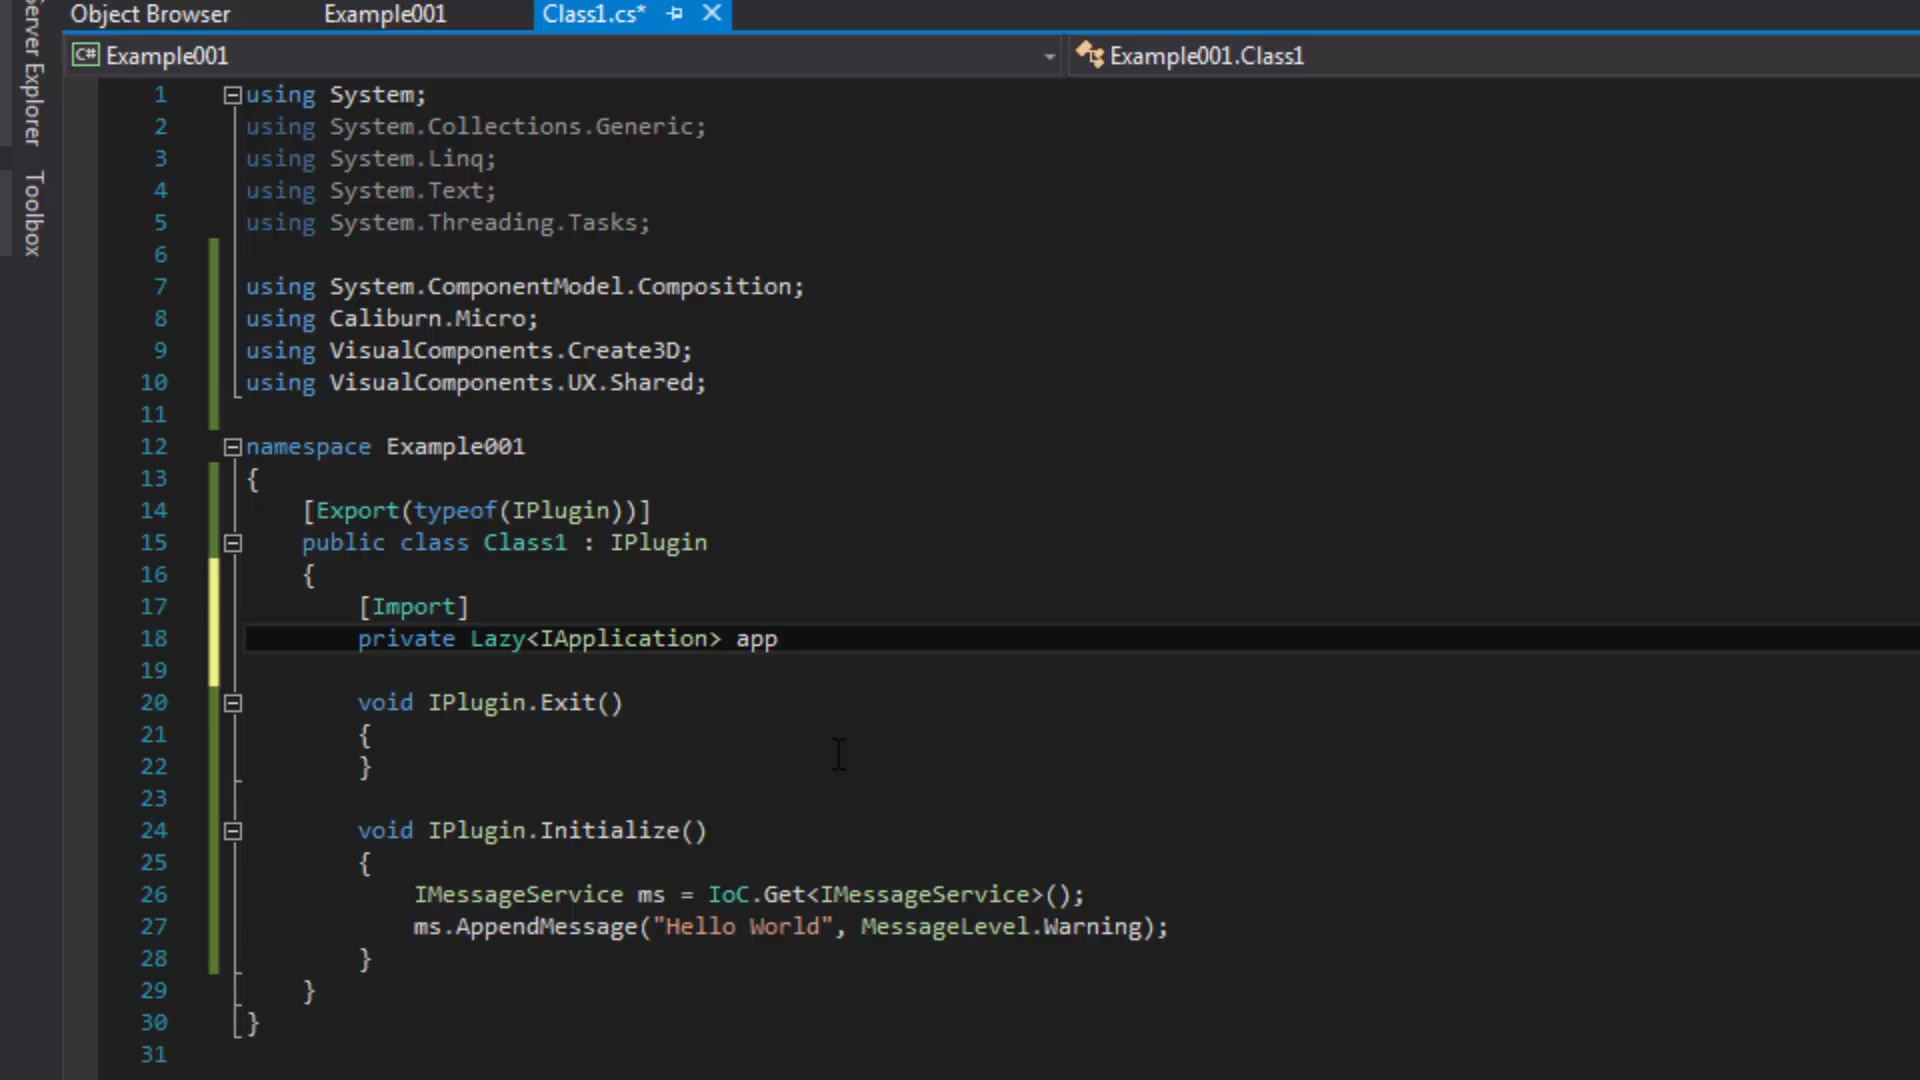 Object Browser
Example001
Class1.cs*
Server Explorer
Toolbox
C# Example001
Example001.Class1
1 using System;
2 using System.Collections.Generic;
3 using System.Linq;
4 using System.Text;
5 using System.Threading.Tasks;
6
7 using System.ComponentModel.Composition;
8 using Caliburn.Micro;
9 using VisualComponents.Create3D;
10 using VisualComponents.UX.Shared;
11
12 namespace Example001
13 {
14     [Export(typeof(IPlugin))]
15     public class Class1 : IPlugin
16     {
17         [Import]
18         private Lazy<IApplication> app
19
20         void IPlugin.Exit()
21         {
22         }
23
24         void IPlugin.Initialize()
25         {
26             IMessageService ms = IoC.Get<IMessageService>();
27             ms.AppendMessage("Hello World", MessageLevel.Warning);
28         }
29     }
30 }
31